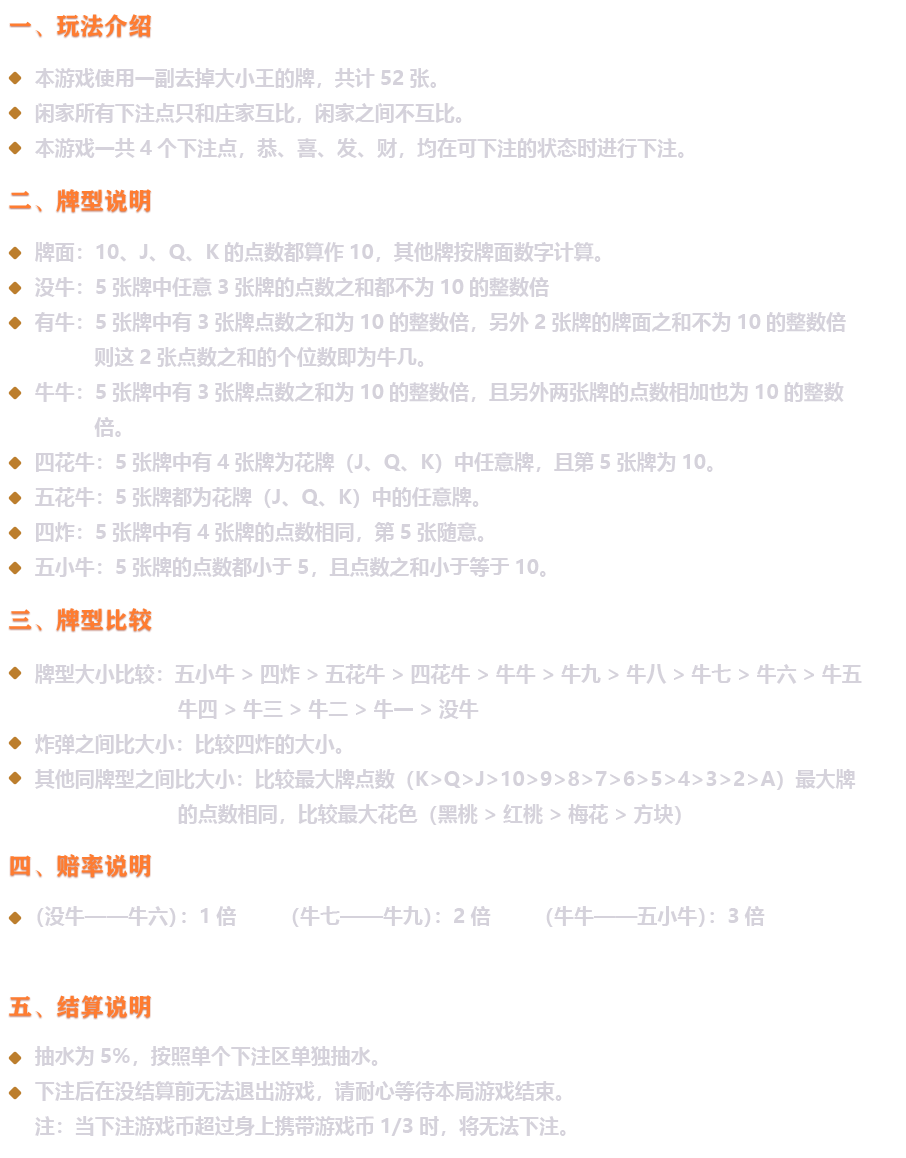 一、玩法介绍
本游戏使用一副去掉大小王的牌，共计 52 张。
闲家所有下注点只和庄家互比，闲家之间不互比。
本游戏一共 4 个下注点，恭、喜、发、财，均在可下注的状态时进行下注。
二、牌型说明
牌面：10、J、Q、K 的点数都算作 10，其他牌按牌面数字计算。
没牛：5 张牌中任意 3 张牌的点数之和都不为 10 的整数倍
有牛：5 张牌中有 3 张牌点数之和为 10 的整数倍，另外 2 张牌的牌面之和不为 10 的整数倍
则这 2 张点数之和的个位数即为牛几。
牛牛：5 张牌中有 3 张牌点数之和为 10 的整数倍，且另外两张牌的点数相加也为 10 的整数
倍。
四花牛：5 张牌中有 4 张牌为花牌（J、Q、K）中任意牌，且第 5 张牌为 10。
五花牛：5 张牌都为花牌（J、Q、K）中的任意牌。
四炸：5 张牌中有 4 张牌的点数相同，第 5 张随意。
五小牛：5 张牌的点数都小于 5，且点数之和小于等于 10。
三、牌型比较
牌型大小比较：五小牛 > 四炸 > 五花牛 > 四花牛 > 牛牛 > 牛九 > 牛八 > 牛七 > 牛六 > 牛五
牛四 > 牛三 > 牛二 > 牛一 > 没牛
炸弹之间比大小：比较四炸的大小。
其他同牌型之间比大小：比较最大牌点数（K>Q>J>10>9>8>7>6>5>4>3>2>A）最大牌
的点数相同，比较最大花色（黑桃 > 红桃 > 梅花 > 方块）
四、赔率说明
（没牛——牛六）：1 倍 （牛七——牛九）：2 倍 （牛牛——五小牛）：3 倍
五、结算说明
抽水为 5%，按照单个下注区单独抽水。
下注后在没结算前无法退出游戏，请耐心等待本局游戏结束。
注：当下注游戏币超过身上携带游戏币 1/3 时，将无法下注。